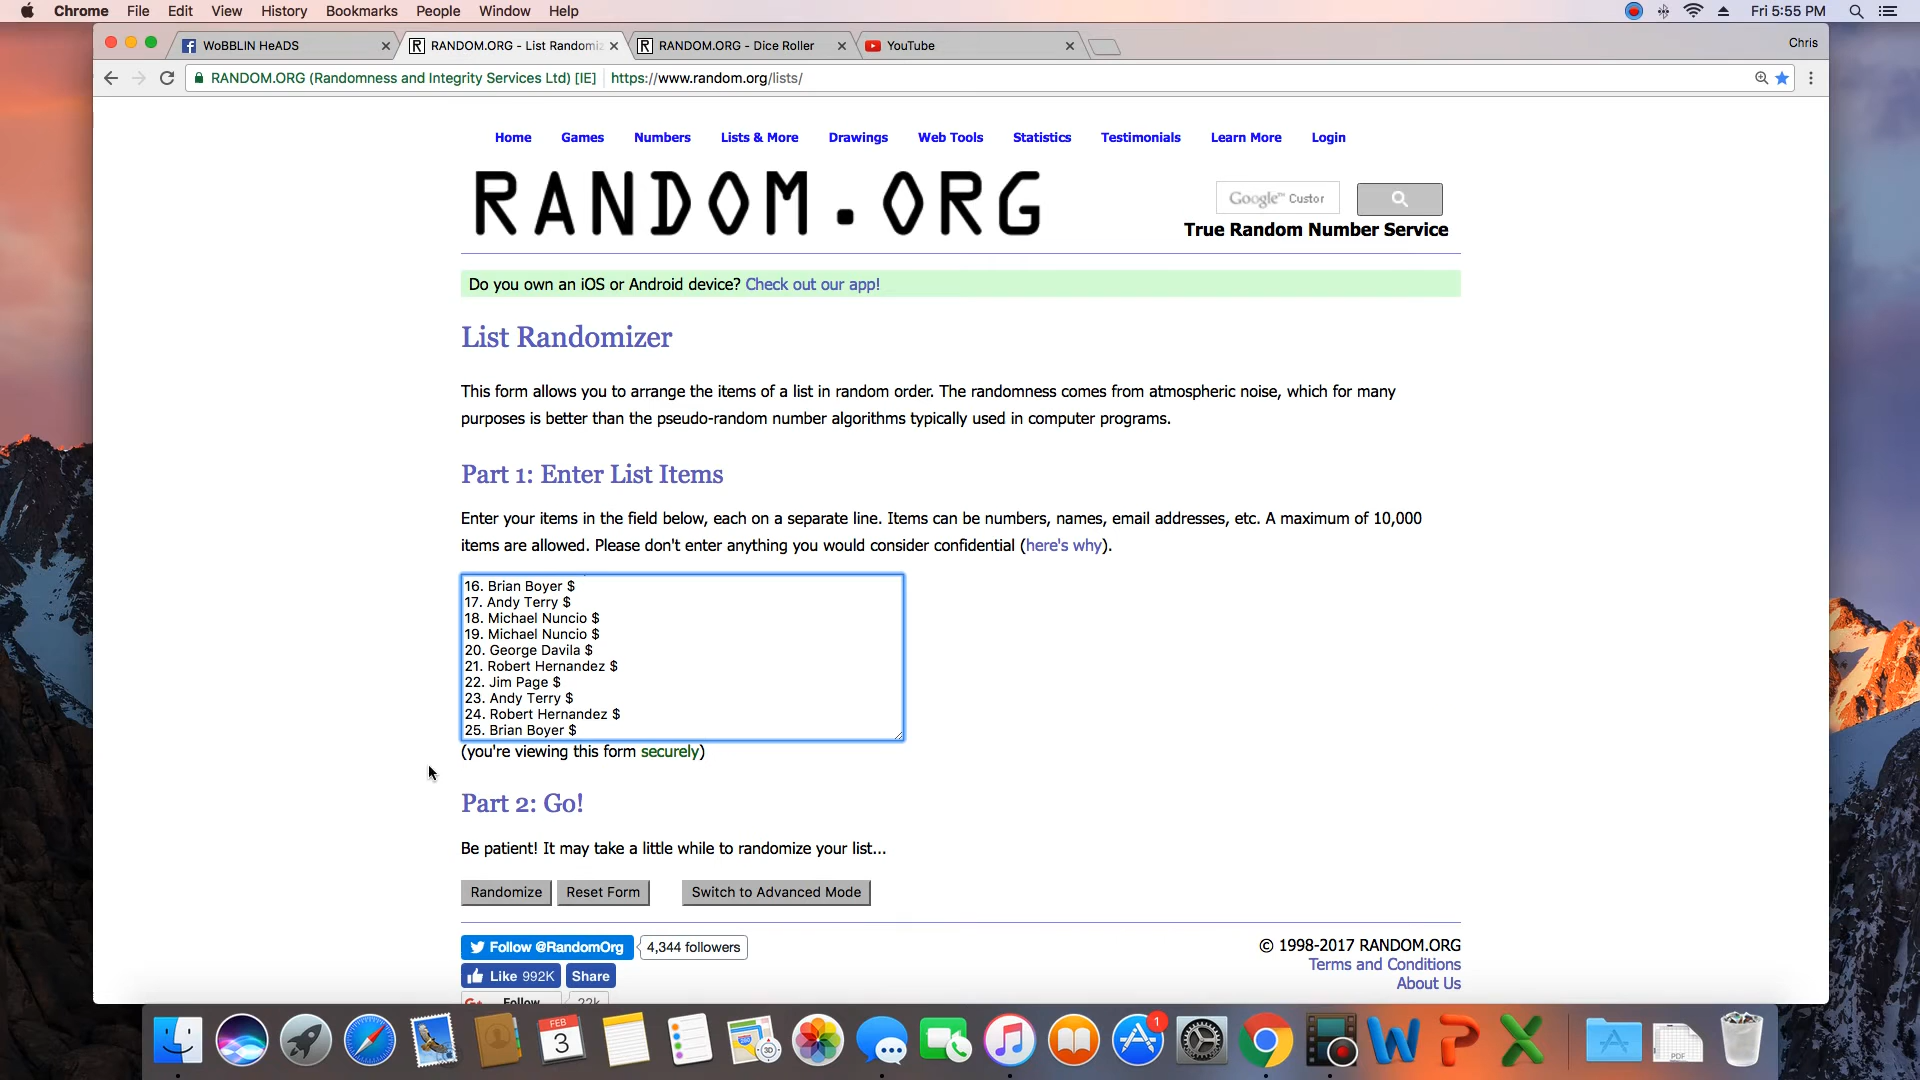 Chrome File Edit View History Bookmarks People Window Help Fri 5:55 PM
WoBBLIN HeADS RANDOM.ORG - List Randomiz RANDOM.ORG - Dice Roller YouTube Chris
RANDOM.ORG (Randomness and Integrity Services Ltd) [IE] https://www.random.org/lists/
Home Games Numbers Lists & More Drawings Web Tools Statistics Testimonials Learn More Login
RANDOM.ORG
Google™ Custor
True Random Number Service
Do you own an iOS or Android device? Check out our app!
List Randomizer
This form allows you to arrange the items of a list in random order. The randomness comes from atmospheric noise, which for many
purposes is better than the pseudo-random number algorithms typically used in computer programs.
Part 1: Enter List Items
Enter your items in the field below, each on a separate line. Items can be numbers, names, email addresses, etc. A maximum of 10,000
items are allowed. Please don't enter anything you would consider confidential (here's why).
16. Brian Boyer $
17. Andy Terry $
18. Michael Nuncio $
19. Michael Nuncio $
20. George Davila $
21. Robert Hernandez $
22. Jim Page $
23. Andy Terry $
24. Robert Hernandez $
25. Brian Boyer $
(you're viewing this form securely)
Part 2: Go!
Be patient! It may take a little while to randomize your list...
Randomize Reset Form Switch to Advanced Mode
Follow @RandomOrg 4,344 followers
© 1998-2017 RANDOM.ORG
Like 992K Share
Terms and Conditions
About Us
Follow 22k
FEB
3
3D
1
PDF